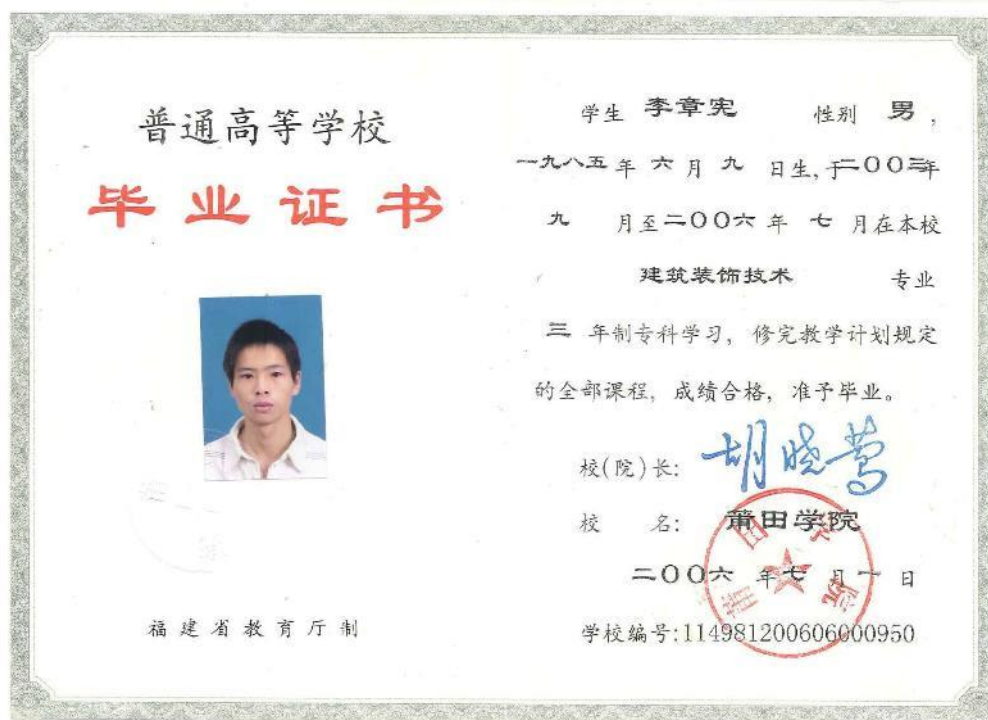 普通高等学校
毕业证书
福建省教育厅制
学生 李章宪 性别 男，
一九八五年 六 月 九 日生，于二〇〇三年
九 月至二〇〇六年 七 月在本校
建筑装饰技术 专业
三 年制专科学习，修完教学计划规定
的全部课程，成绩合格，准予毕业。
校(院)长: 胡晓莺
校 名: 莆田学院
二〇〇六 年 七 月 一 日
学校编号:114981200606000950
莆田学院